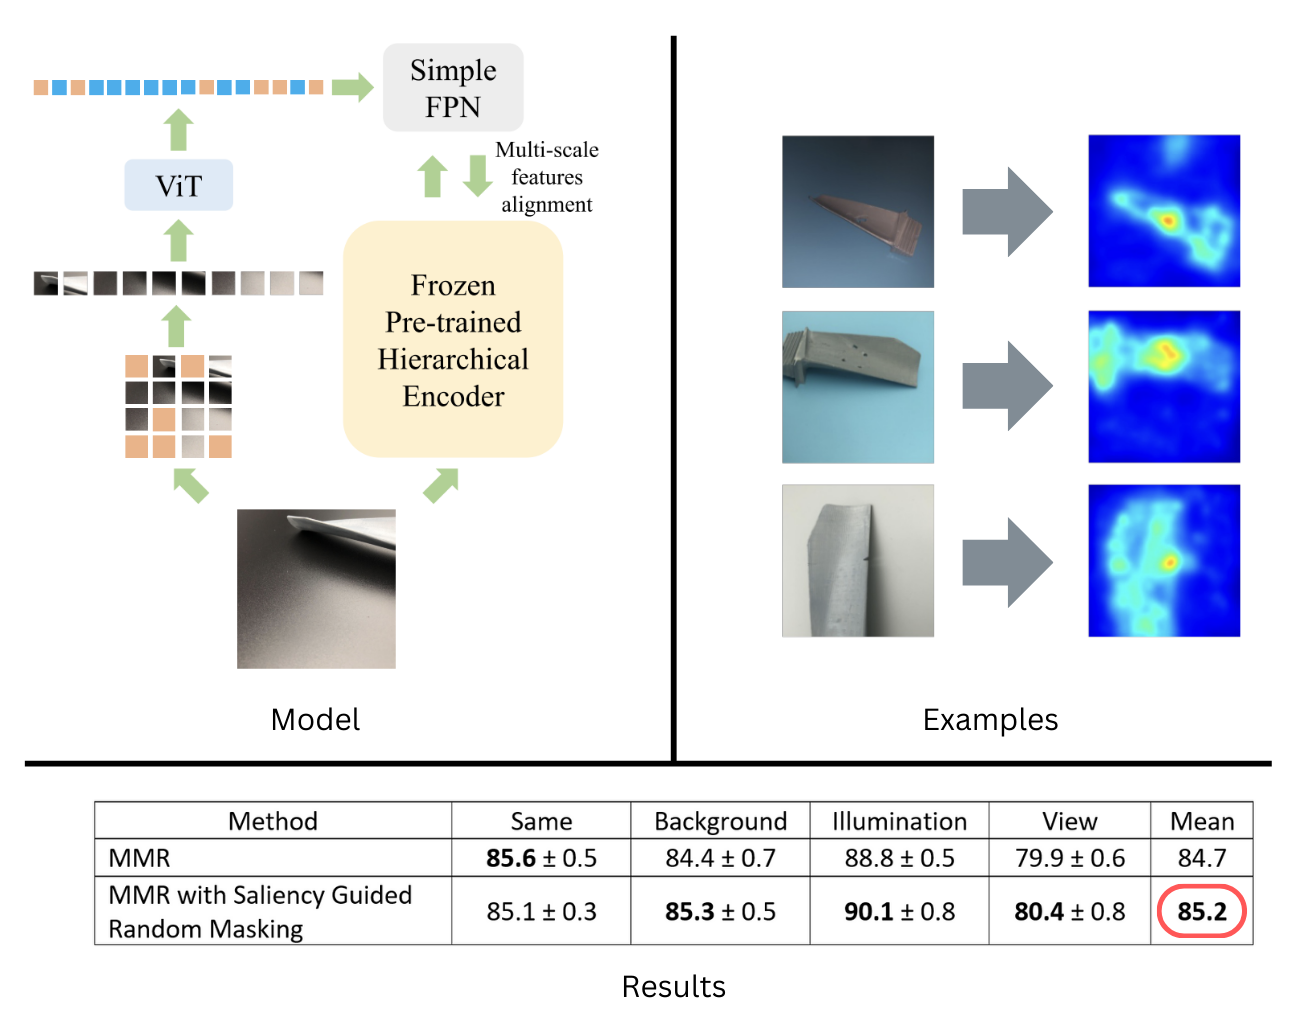 Simple
FPN
Multi-scale
features
alignment
ViT
Frozen
Pre-trained
Hierarchical
Encoder
Model
Examples
Method Same Background Illumination View Mean
MMR 85.6 ± 0.5 84.4 ± 0.7 88.8 ± 0.5 79.9 ± 0.6 84.7
MMR with Saliency Guided
Random Masking 85.1 ± 0.3 85.3 ± 0.5 90.1 ± 0.8 80.4 ± 0.8 85.2
Results